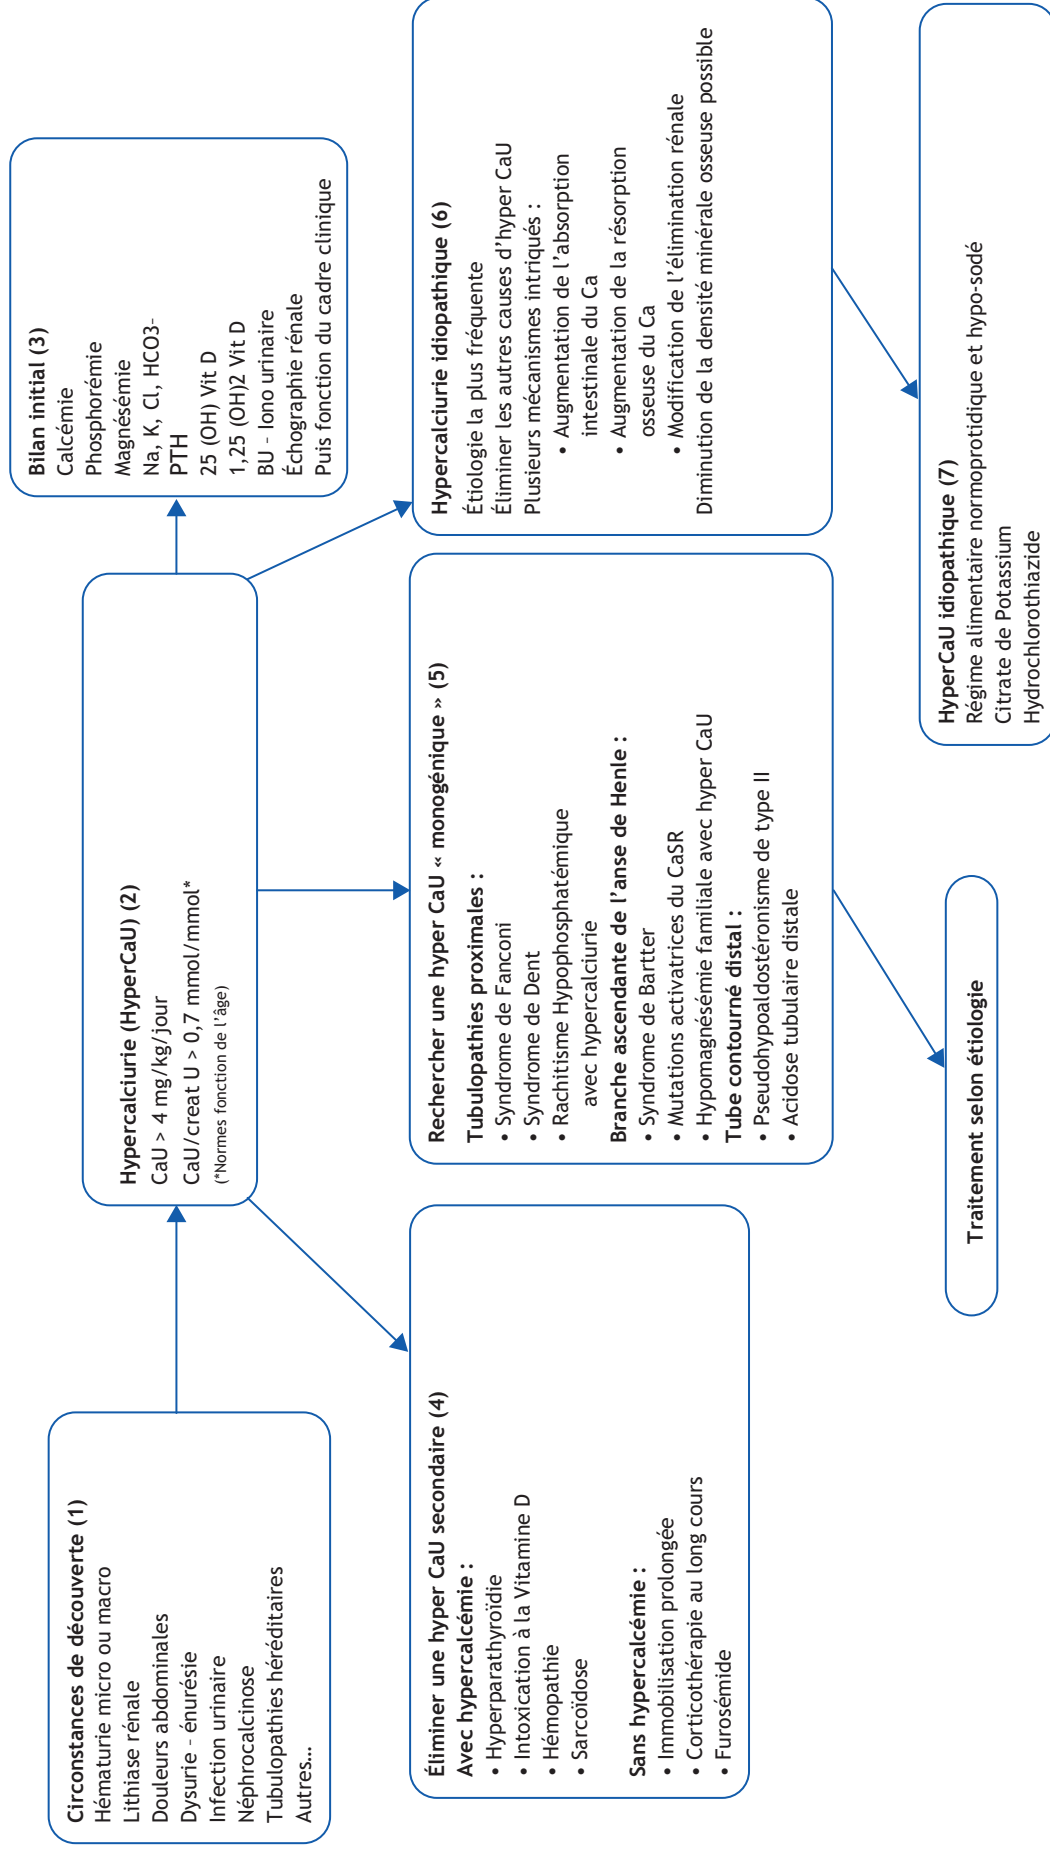 Circonstances de découverte (1)
Hématurie micro ou macro
Lithiase rénale
Douleurs abdominales
Dysurie - énurésie
Infection urinaire
Néphrocalcinose
Tubulopathies héréditaires
Autres...
Hypercalciurie (HyperCaU) (2)
CaU > 4 mg/kg/jour
CaU/creat U > 0,7 mmol/mmol*
(*Normes fonction de l'âge)
Bilan initial (3)
Calcémie
Phosphorémie
Magnésémie
Na, K, Cl, HCO3-
PTH
25 (OH) Vit D
1,25 (OH)2 Vit D
BU - Iono urinaire
Échographie rénale
Puis fonction du cadre clinique
Éliminer une hyper CaU secondaire (4)
Avec hypercalcémie :
• Hyperparathyroïdie
• Intoxication à la Vitamine D
• Hémopathie
• Sarcoïdose
Sans hypercalcémie :
• Immobilisation prolongée
• Corticothérapie au long cours
• Furosémide
Rechercher une hyper CaU « monogénique » (5)
Tubulopathies proximales :
• Syndrome de Fanconi
• Syndrome de Dent
• Rachitisme Hypophosphatémique
avec hypercalciurie
Branche ascendante de l'anse de Henle :
• Syndrome de Bartter
• Mutations activatrices du CaSR
• Hypomagnésémie familiale avec hyper CaU
Tube contourné distal :
• Pseudohypoaldostéronisme de type II
• Acidose tubulaire distale
Hypercalciurie idiopathique (6)
Étiologie la plus fréquente
Éliminer les autres causes d'hyper CaU
Plusieurs mécanismes intriqués :
• Augmentation de l'absorption
intestinale du Ca
• Augmentation de la résorption
osseuse du Ca
• Modification de l'élimination rénale
Diminution de la densité minérale osseuse possible
Traitement selon étiologie
HyperCaU idiopathique (7)
Régime alimentaire normoprotidique et hypo-sodé
Citrate de Potassium
Hydrochlorothiazide